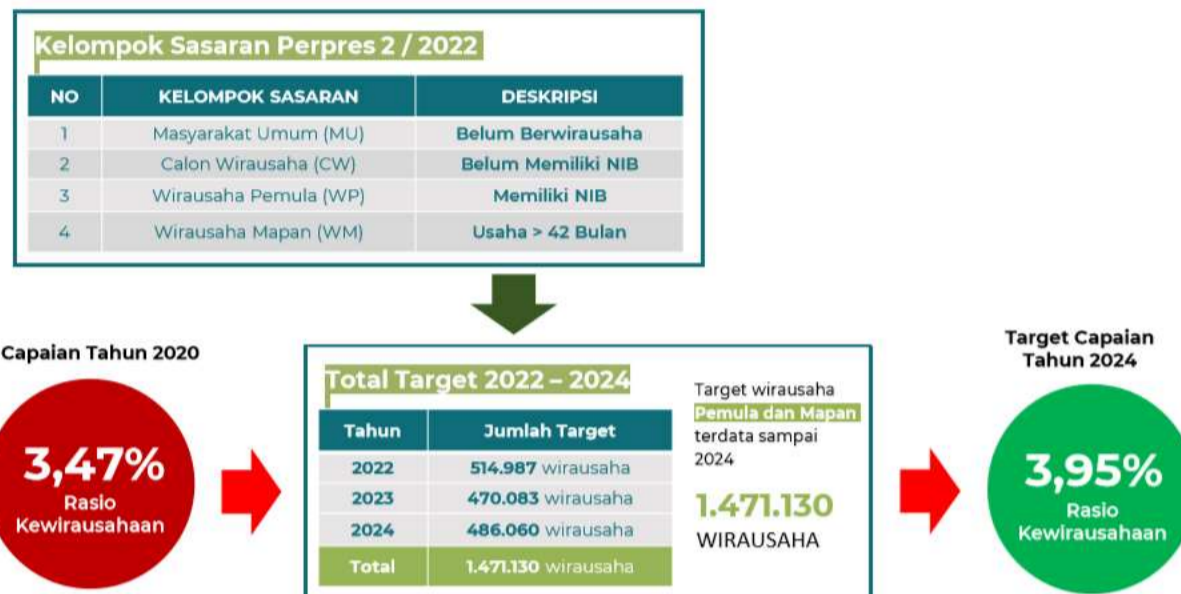 Kelompok Sasaran Perpres 2 / 2022
NO KELOMPOK SASARAN DESKRIPSI
1 Masyarakat Umum (MU) Belum Berwirausaha
2 Calon Wirausaha (CW) Belum Memiliki NIB
3 Wirausaha Pemula (WP) Memiliki NIB
4 Wirausaha Mapan (WM) Usaha > 42 Bulan
Capaian Tahun 2020
3,47%
Rasio
Kewirausahaan
Total Target 2022 – 2024
Tahun Jumlah Target
2022 514.987 wirausaha
2023 470.083 wirausaha
2024 486.060 wirausaha
Total 1.471.130 wirausaha
Target wirausaha
Pemula dan Mapan
terdata sampai
2024
1.471.130
WIRAUSAHA
Target Capaian
Tahun 2024
3,95%
Rasio
Kewirausahaan